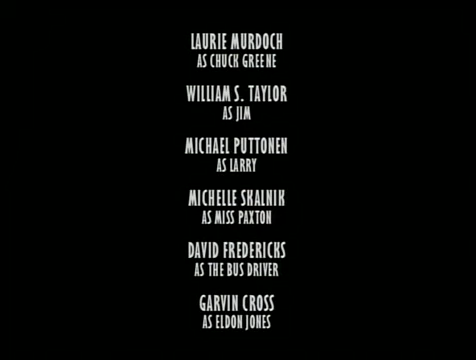 LAURIE MURDOCH
AS CHUCK GREENE
WILLIAM S. TAYLOR
AS JIM
MICHAEL PUTTONEN
AS LARRY
MICHELLE SKALNIK
AS MISS PAXTON
DAVID FREDERICKS
AS THE BUS DRIVER
GARVIN CROSS
AS ELDON JONES